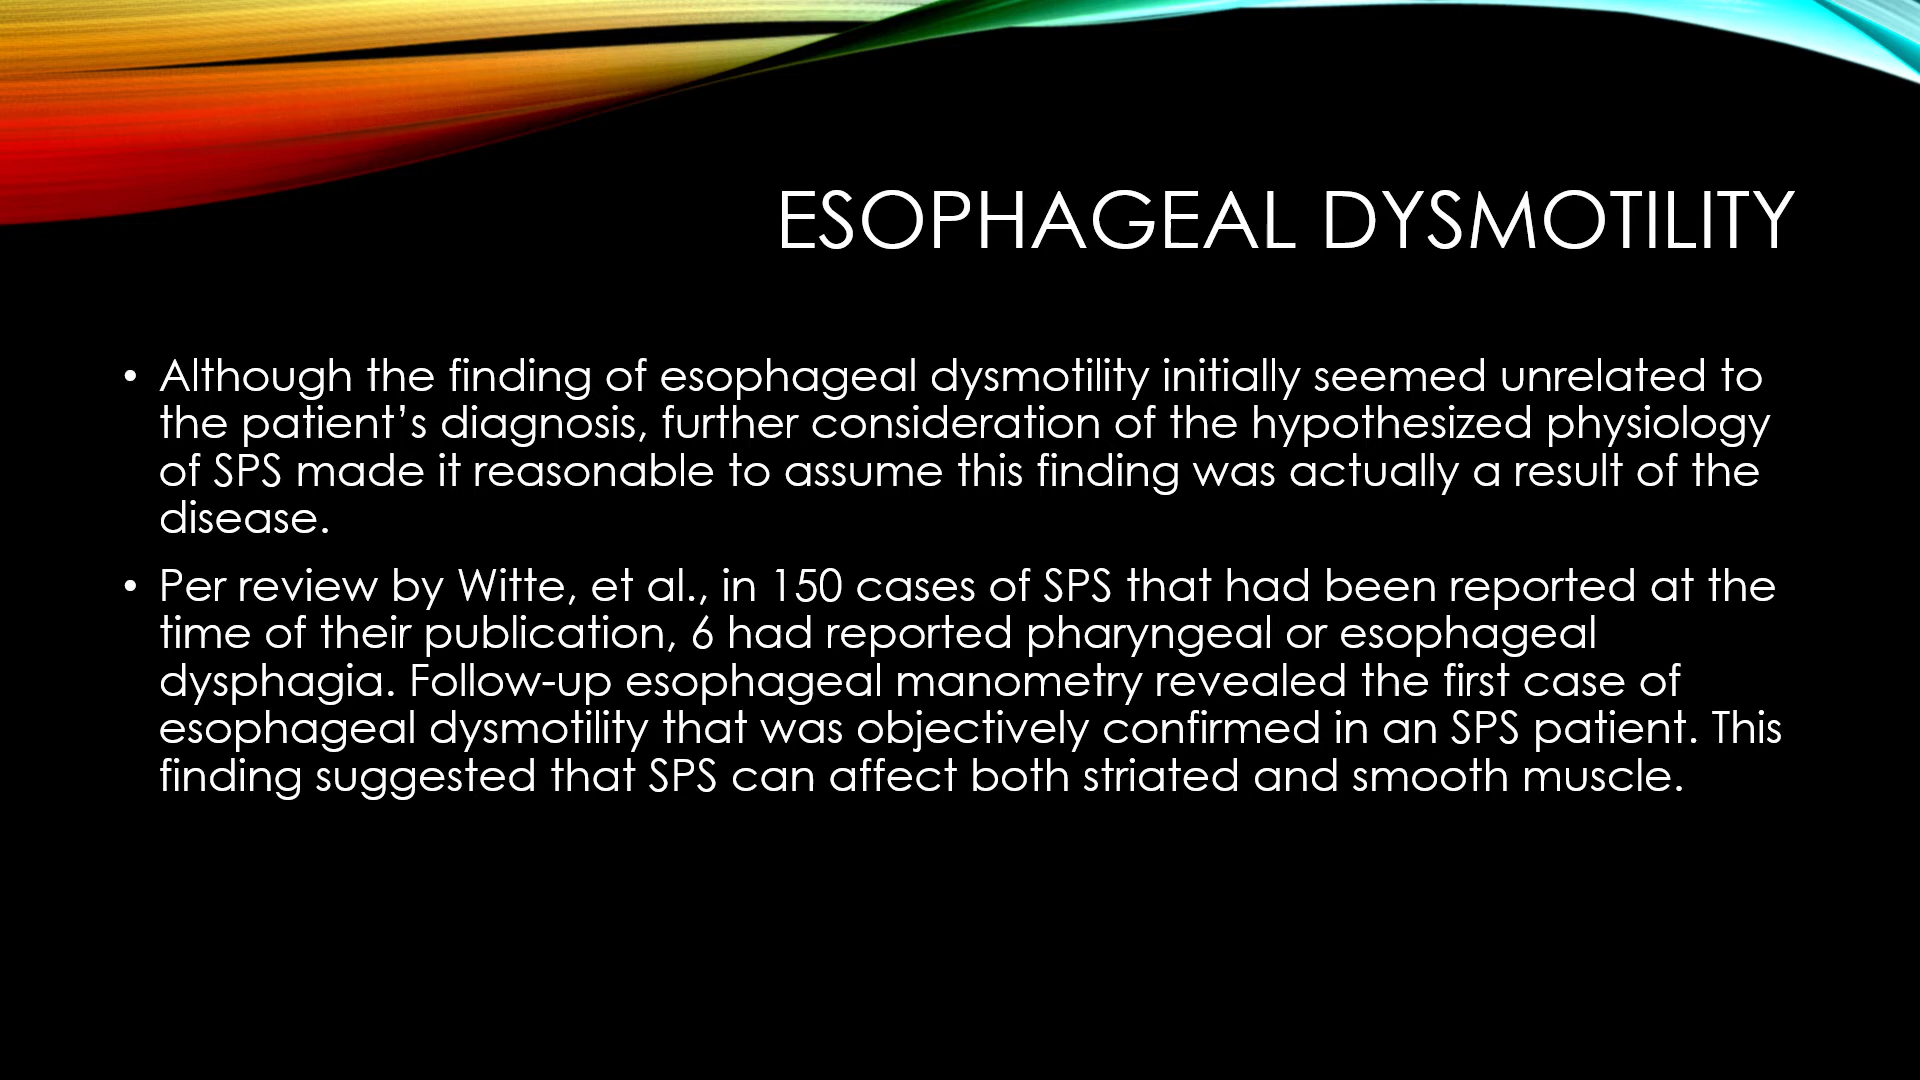 ESOPHAGEAL DYSMOTILITY
• Although the finding of esophageal dysmotility initially seemed unrelated to
the patient’s diagnosis, further consideration of the hypothesized physiology
of SPS made it reasonable to assume this finding was actually a result of the
disease.
• Per review by Witte, et al., in 150 cases of SPS that had been reported at the
time of their publication, 6 had reported pharyngeal or esophageal
dysphagia. Follow-up esophageal manometry revealed the first case of
esophageal dysmotility that was objectively confirmed in an SPS patient. This
finding suggested that SPS can affect both striated and smooth muscle.